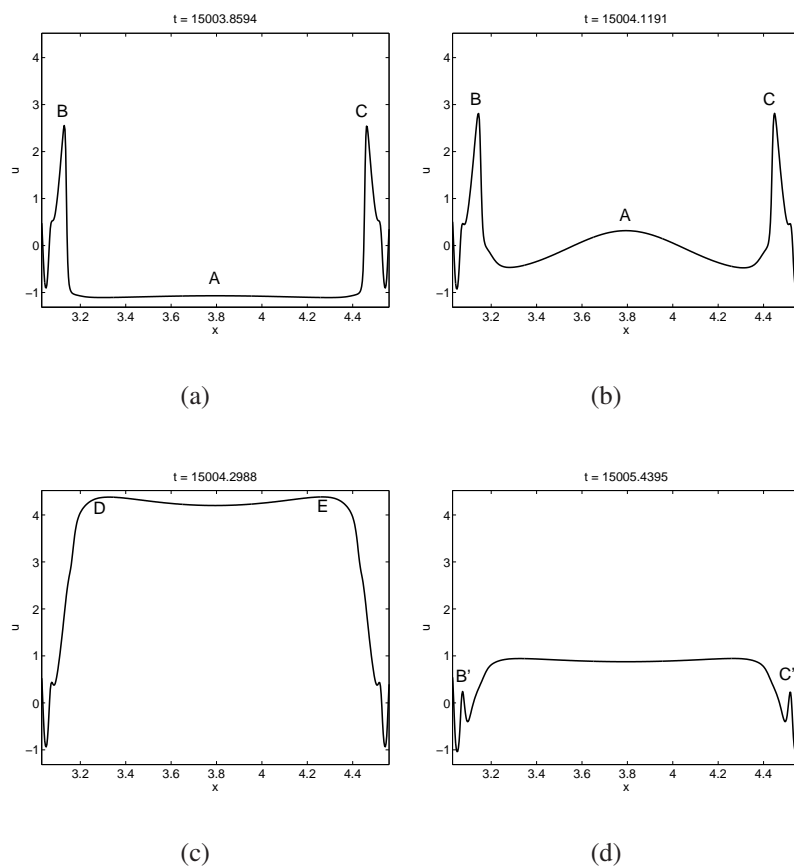 t = 15003.8594
4
3
2
1
0
−1
u
B
C
A
3.2 3.4 3.6 3.8 4 4.2 4.4
x
(a)
t = 15004.1191
4
3
2
1
0
−1
u
B
C
A
3.2 3.4 3.6 3.8 4 4.2 4.4
x
(b)
t = 15004.2988
4
3
2
1
0
−1
u
D
E
3.2 3.4 3.6 3.8 4 4.2 4.4
x
(c)
t = 15005.4395
4
3
2
1
0
−1
u
B'
C'
3.2 3.4 3.6 3.8 4 4.2 4.4
x
(d)